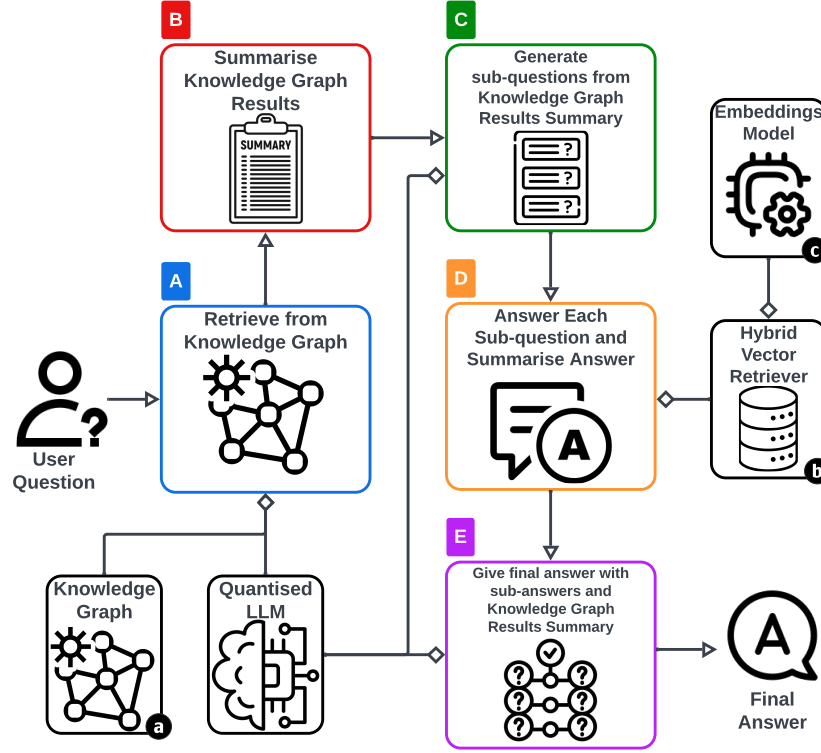 B
Summarise
Knowledge Graph
Results
SUMMARY
C
Generate
sub-questions from
Knowledge Graph
Results Summary
?
?
?
Embeddings
Model
c
A
Retrieve from
Knowledge Graph
D
Answer Each
Sub-question and
Summarise Answer
A
Hybrid
Vector
Retriever
b
?
User
Question
Knowledge
Graph
a
Quantised
LLM
E
Give final answer with
sub-answers and
Knowledge Graph
Results Summary
? ?
? ?
? ?
A
Final
Answer